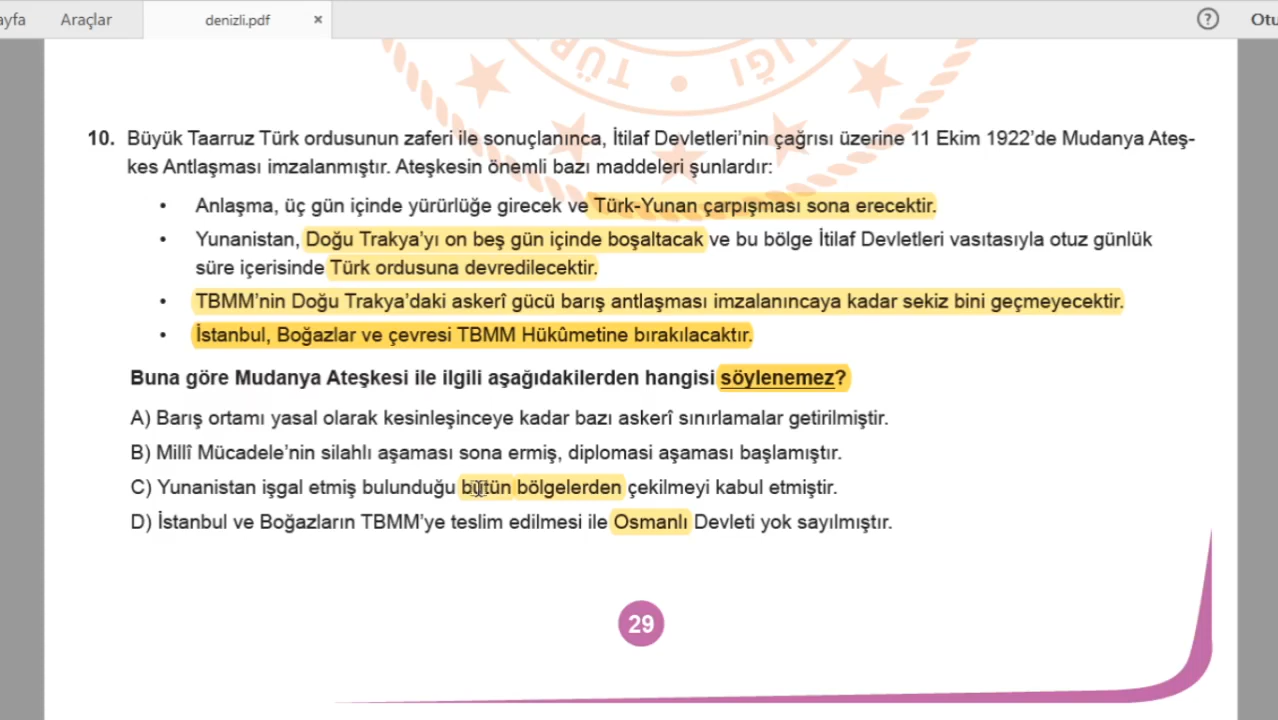 ayfa
Araçlar
denizli.pdf
×
?
Otu
TÜR
LIĞI
10. Büyük Taarruz Türk ordusunun zaferi ile sonuçlanınca, İtilaf Devletleri'nin çağrısı üzerine 11 Ekim 1922'de Mudanya Ateş-
kes Antlaşması imzalanmıştır. Ateşkesin önemli bazı maddeleri şunlardır:
• Anlaşma, üç gün içinde yürürlüğe girecek ve Türk-Yunan çarpışması sona erecektir.
• Yunanistan, Doğu Trakya'yı on beş gün içinde boşaltacak ve bu bölge İtilaf Devletleri vasıtasıyla otuz günlük
süre içerisinde Türk ordusuna devredilecektir.
• TBMM'nin Doğu Trakya'daki askerî gücü barış antlaşması imzalanıncaya kadar sekiz bini geçmeyecektir.
• İstanbul, Boğazlar ve çevresi TBMM Hükûmetine bırakılacaktır.
Buna göre Mudanya Ateşkesi ile ilgili aşağıdakilerden hangisi söylenemez?
A) Barış ortamı yasal olarak kesinleşinceye kadar bazı askerî sınırlamalar getirilmiştir.
B) Millî Mücadele'nin silahlı aşaması sona ermiş, diplomasi aşaması başlamıştır.
C) Yunanistan işgal etmiş bulunduğu bütün bölgelerden çekilmeyi kabul etmiştir.
D) İstanbul ve Boğazların TBMM'ye teslim edilmesi ile Osmanlı Devleti yok sayılmıştır.
29